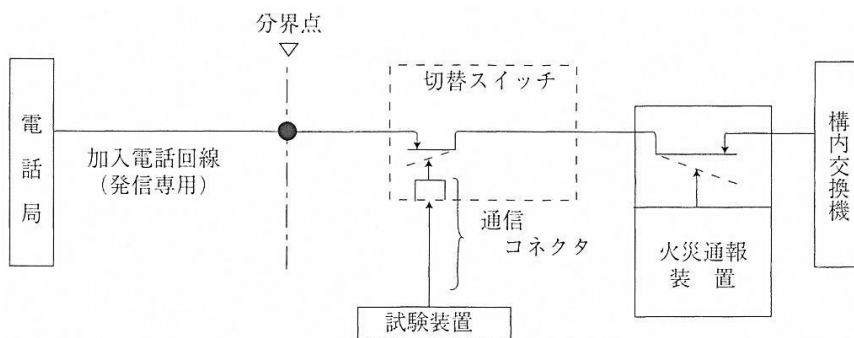 分界点
切替スイッチ
電話局
加入電話回線
（発信専用）
通信
コネクタ
試験装置
火災通報
装　置
構内交換機